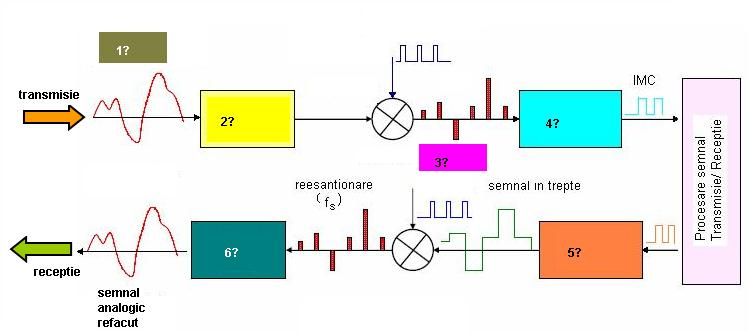 1?
transmisie
2?
3?
4?
IMC
Procesare semnal
Transmisie/ Receptie
reesantionare
( fs )
semnal in trepte
5?
6?
receptie
semnal
analogic
refacut